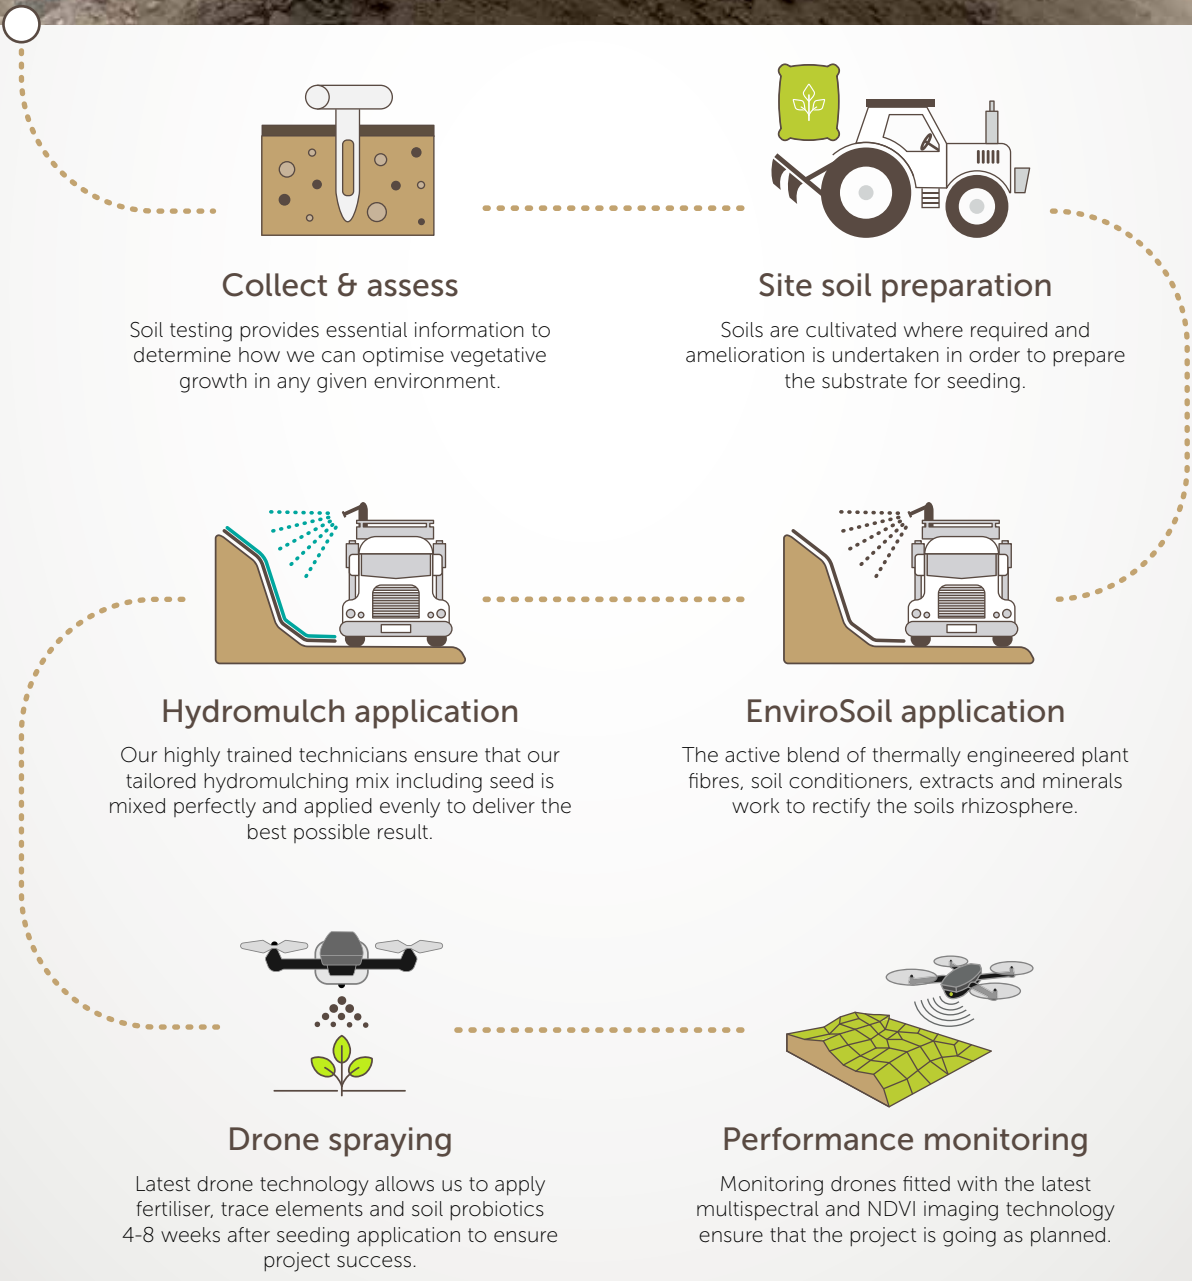 Collect & assess
Soil testing provides essential information to
determine how we can optimise vegetative
growth in any given environment.
Site soil preparation
Soils are cultivated where required and
amelioration is undertaken in order to prepare
the substrate for seeding.
EnviroSoil application
The active blend of thermally engineered plant
fibres, soil conditioners, extracts and minerals
work to rectify the soils rhizosphere.
Hydromulch application
Our highly trained technicians ensure that our
tailored hydromulching mix including seed is
mixed perfectly and applied evenly to deliver the
best possible result.
Drone spraying
Latest drone technology allows us to apply
fertiliser, trace elements and soil probiotics
4-8 weeks after seeding application to ensure
project success.
Performance monitoring
Monitoring drones fitted with the latest
multispectral and NDVI imaging technology
ensure that the project is going as planned.